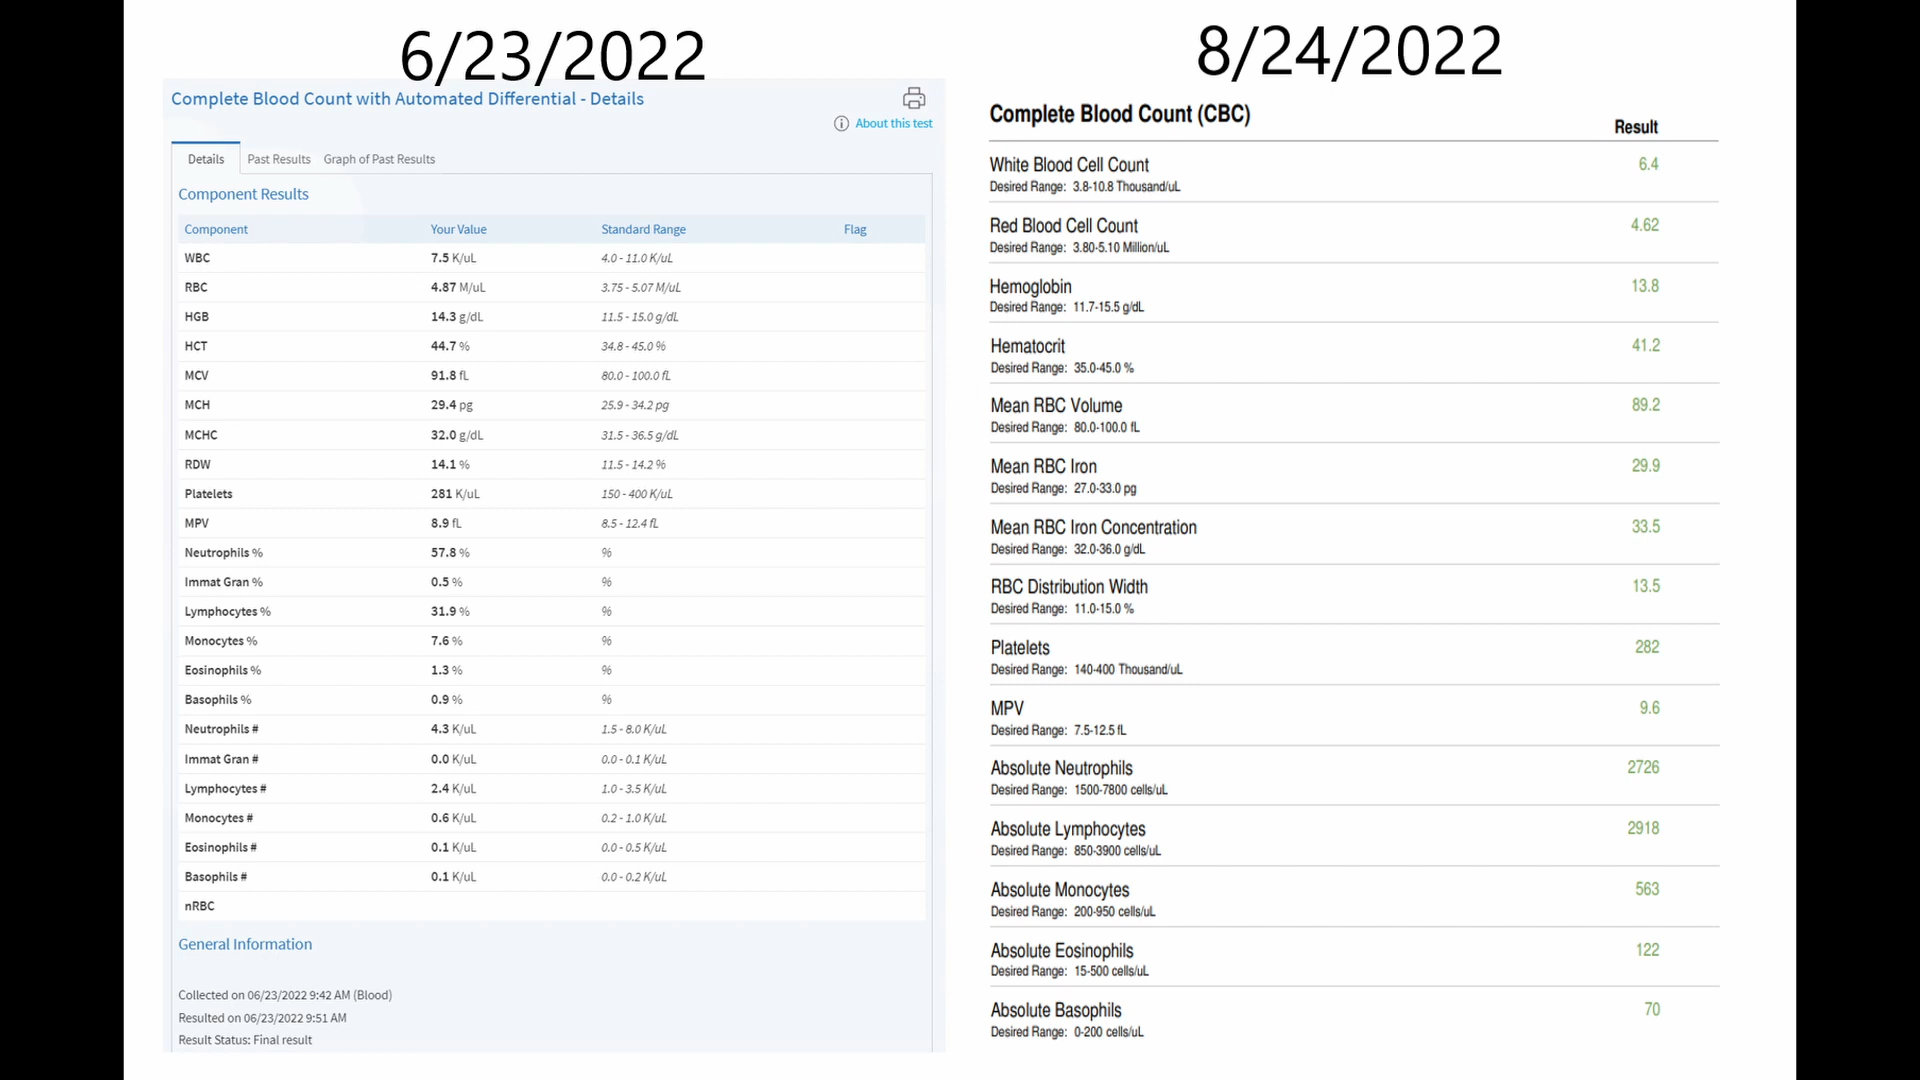 6/23/2022
Complete Blood Count with Automated Differential - Details
About this test
Details Past Results Graph of Past Results
Component Results
Component Your Value Standard Range Flag
WBC 7.5 K/uL 4.0 - 11.0 K/uL
RBC 4.87 M/uL 3.75 - 5.07 M/uL
HGB 14.3 g/dL 11.5 - 15.0 g/dL
HCT 44.7 % 34.8 - 45.0 %
MCV 91.8 fL 80.0 - 100.0 fL
MCH 29.4 pg 25.9 - 34.2 pg
MCHC 32.0 g/dL 31.5 - 36.5 g/dL
RDW 14.1 % 11.5 - 14.2 %
Platelets 281 K/uL 150 - 400 K/uL
MPV 8.9 fL 8.5 - 12.4 fL
Neutrophils % 57.8 % %
Immat Gran % 0.5 % %
Lymphocytes % 31.9 % %
Monocytes % 7.6 % %
Eosinophils % 1.3 % %
Basophils % 0.9 % %
Neutrophils # 4.3 K/uL 1.5 - 8.0 K/uL
Immat Gran # 0.0 K/uL 0.0 - 0.1 K/uL
Lymphocytes # 2.4 K/uL 1.0 - 3.5 K/uL
Monocytes # 0.6 K/uL 0.2 - 1.0 K/uL
Eosinophils # 0.1 K/uL 0.0 - 0.5 K/uL
Basophils # 0.1 K/uL 0.0 - 0.2 K/uL
nRBC
General Information
Collected on 06/23/2022 9:42 AM (Blood)
Resulted on 06/23/2022 9:51 AM
Result Status: Final result
8/24/2022
Complete Blood Count (CBC)
Result
White Blood Cell Count 6.4
Desired Range: 3.8-10.8 Thousand/uL
Red Blood Cell Count 4.62
Desired Range: 3.80-5.10 Million/uL
Hemoglobin 13.8
Desired Range: 11.7-15.5 g/dL
Hematocrit 41.2
Desired Range: 35.0-45.0 %
Mean RBC Volume 89.2
Desired Range: 80.0-100.0 fL
Mean RBC Iron 29.9
Desired Range: 27.0-33.0 pg
Mean RBC Iron Concentration 33.5
Desired Range: 32.0-36.0 g/dL
RBC Distribution Width 13.5
Desired Range: 11.0-15.0 %
Platelets 282
Desired Range: 140-400 Thousand/uL
MPV 9.6
Desired Range: 7.5-12.5 fL
Absolute Neutrophils 2726
Desired Range: 1500-7800 cells/uL
Absolute Lymphocytes 2918
Desired Range: 850-3900 cells/uL
Absolute Monocytes 563
Desired Range: 200-950 cells/uL
Absolute Eosinophils 122
Desired Range: 15-500 cells/uL
Absolute Basophils 70
Desired Range: 0-200 cells/uL